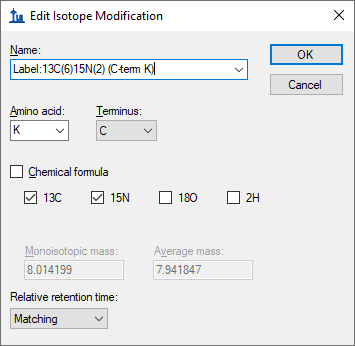 Edit Isotope Modification
Name:
Label:13C(6)15N(2) (C-term K)
OK
Cancel
Amino acid: Terminus:
K C
Chemical formula
13C 15N 18O 2H
Monoisotopic mass: Average mass:
8.014199 7.941847
Relative retention time:
Matching